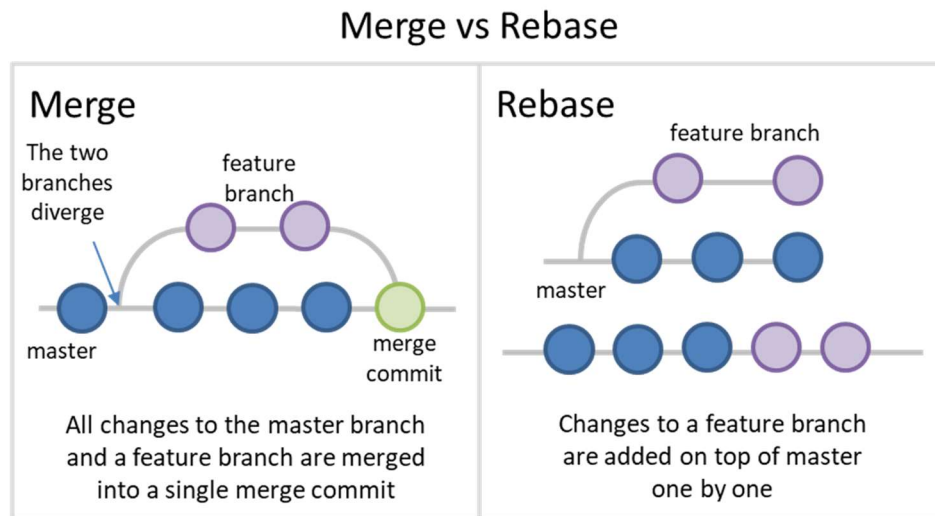 Merge vs Rebase
Merge
The two
branches
diverge
feature
branch
master
merge
commit
All changes to the master branch
and a feature branch are merged
into a single merge commit
Rebase
feature branch
master
Changes to a feature branch
are added on top of master
one by one